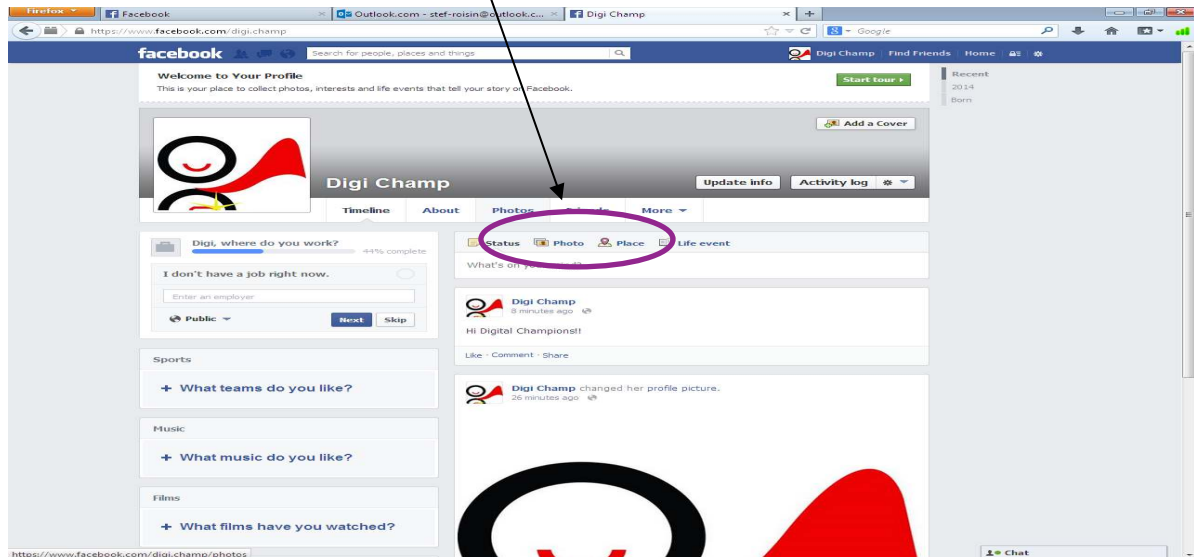 Firefox
Facebook
Outlook.com - stef-roisin@outlook.c...
Digi Champ
https://www.facebook.com/digi.champ
Google
facebook
Search for people, places and things
Digi Champ
Find Friends
Home
Welcome to Your Profile
This is your place to collect photos, interests and life events that tell your story on Facebook.
Start tour
Recent
2014
Born
Add a Cover
Digi Champ
Update info
Activity log
Timeline
About
Photos
More
Digi, where do you work?
44% complete
I don't have a job right now.
Enter an employer
Public
Next
Skip
Status
Photo
Place
Life event
What's on
Digi Champ
8 minutes ago
Hi Digital Champions!!
Like · Comment · Share
Sports
+ What teams do you like?
Digi Champ changed her profile picture.
26 minutes ago
Music
+ What music do you like?
Films
+ What films have you watched?
https://www.facebook.com/digi.champ/photos
Chat